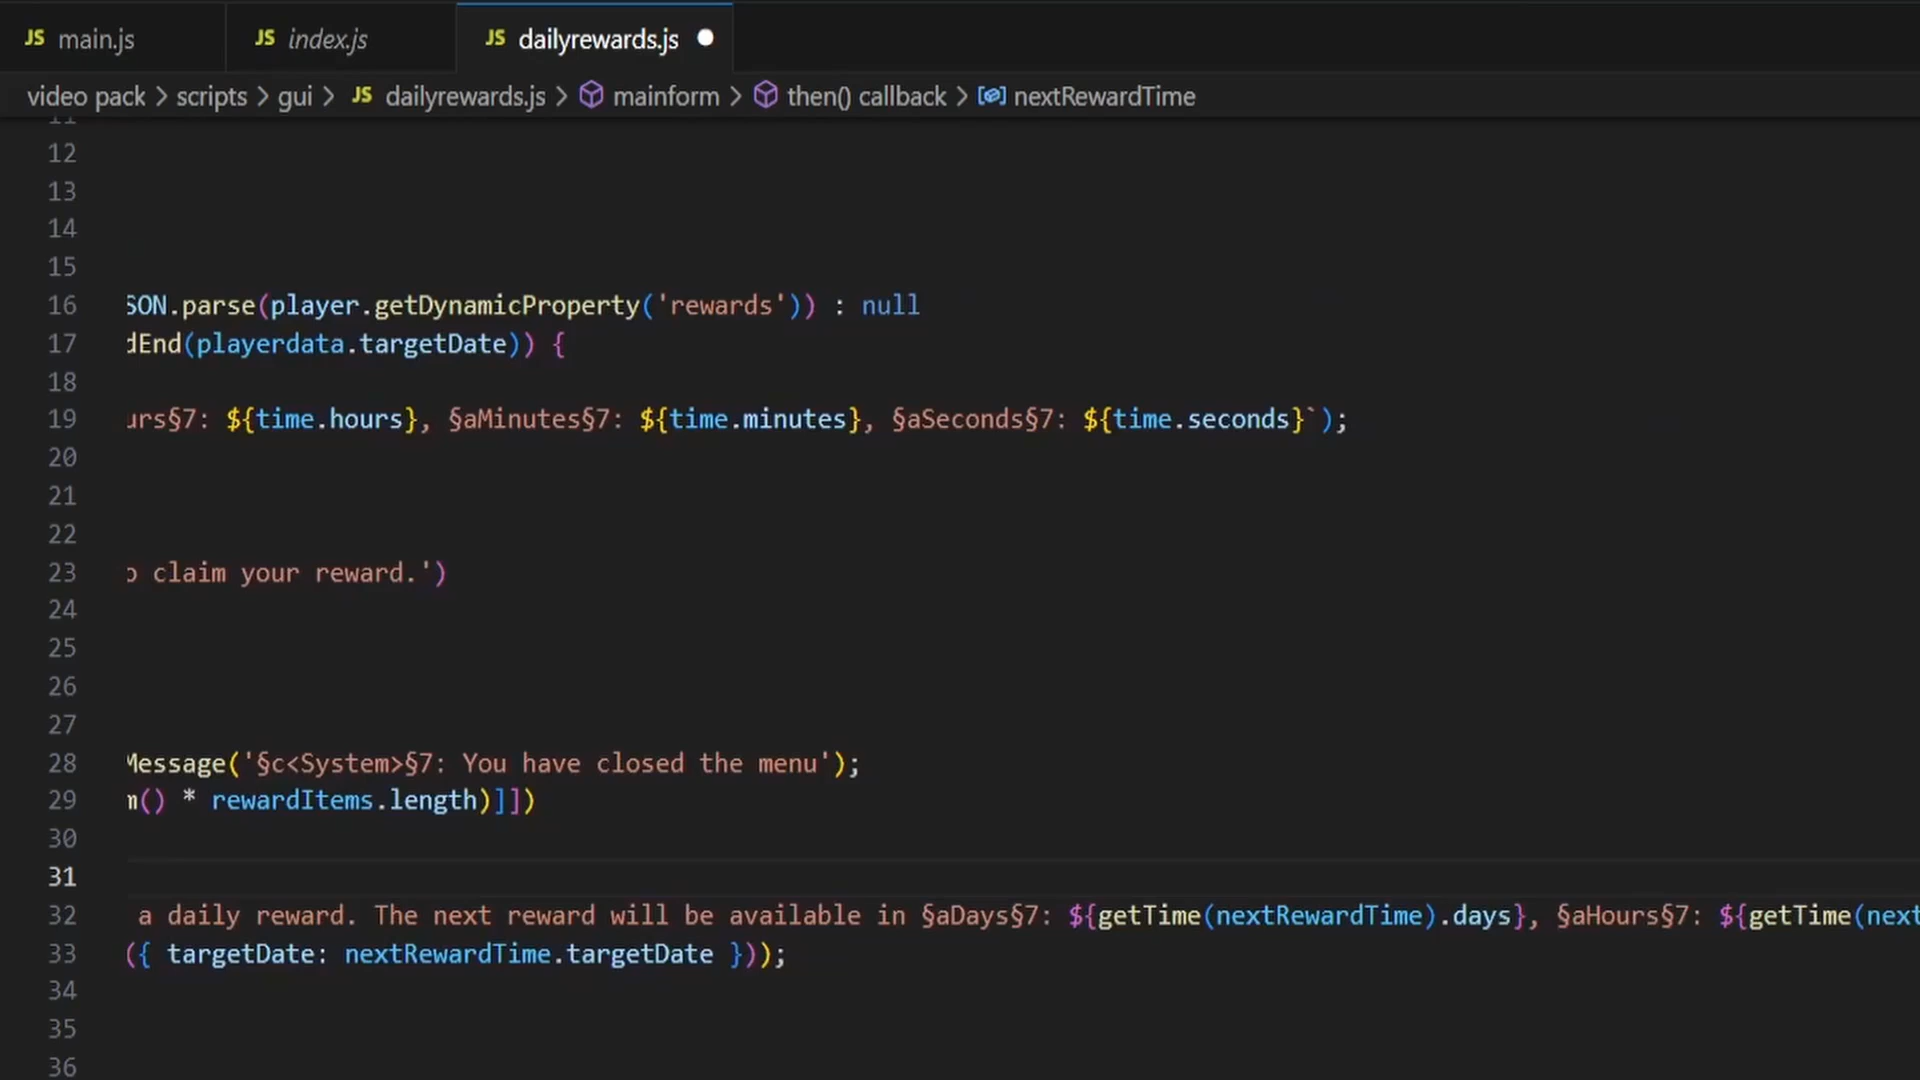 JS main.js JS index.js JS dailyrewards.js
video pack > scripts > gui > JS dailyrewards.js > mainform > then() callback > nextRewardTime
11
12
13
14
15
16 SON.parse(player.getDynamicProperty('rewards')) : null
17 dEnd(playerdata.targetDate)) {
18
19 urs§7: ${time.hours}, §aMinutes§7: ${time.minutes}, §aSeconds§7: ${time.seconds}`);
20
21
22
23 o claim your reward.')
24
25
26
27
28 Message('§c<System>§7: You have closed the menu');
29 m() * rewardItems.length)]])
30
31
32 a daily reward. The next reward will be available in §aDays§7: ${getTime(nextRewardTime).days}, §aHours§7: ${getTime(next
33 ({ targetDate: nextRewardTime.targetDate }));
34
35
36